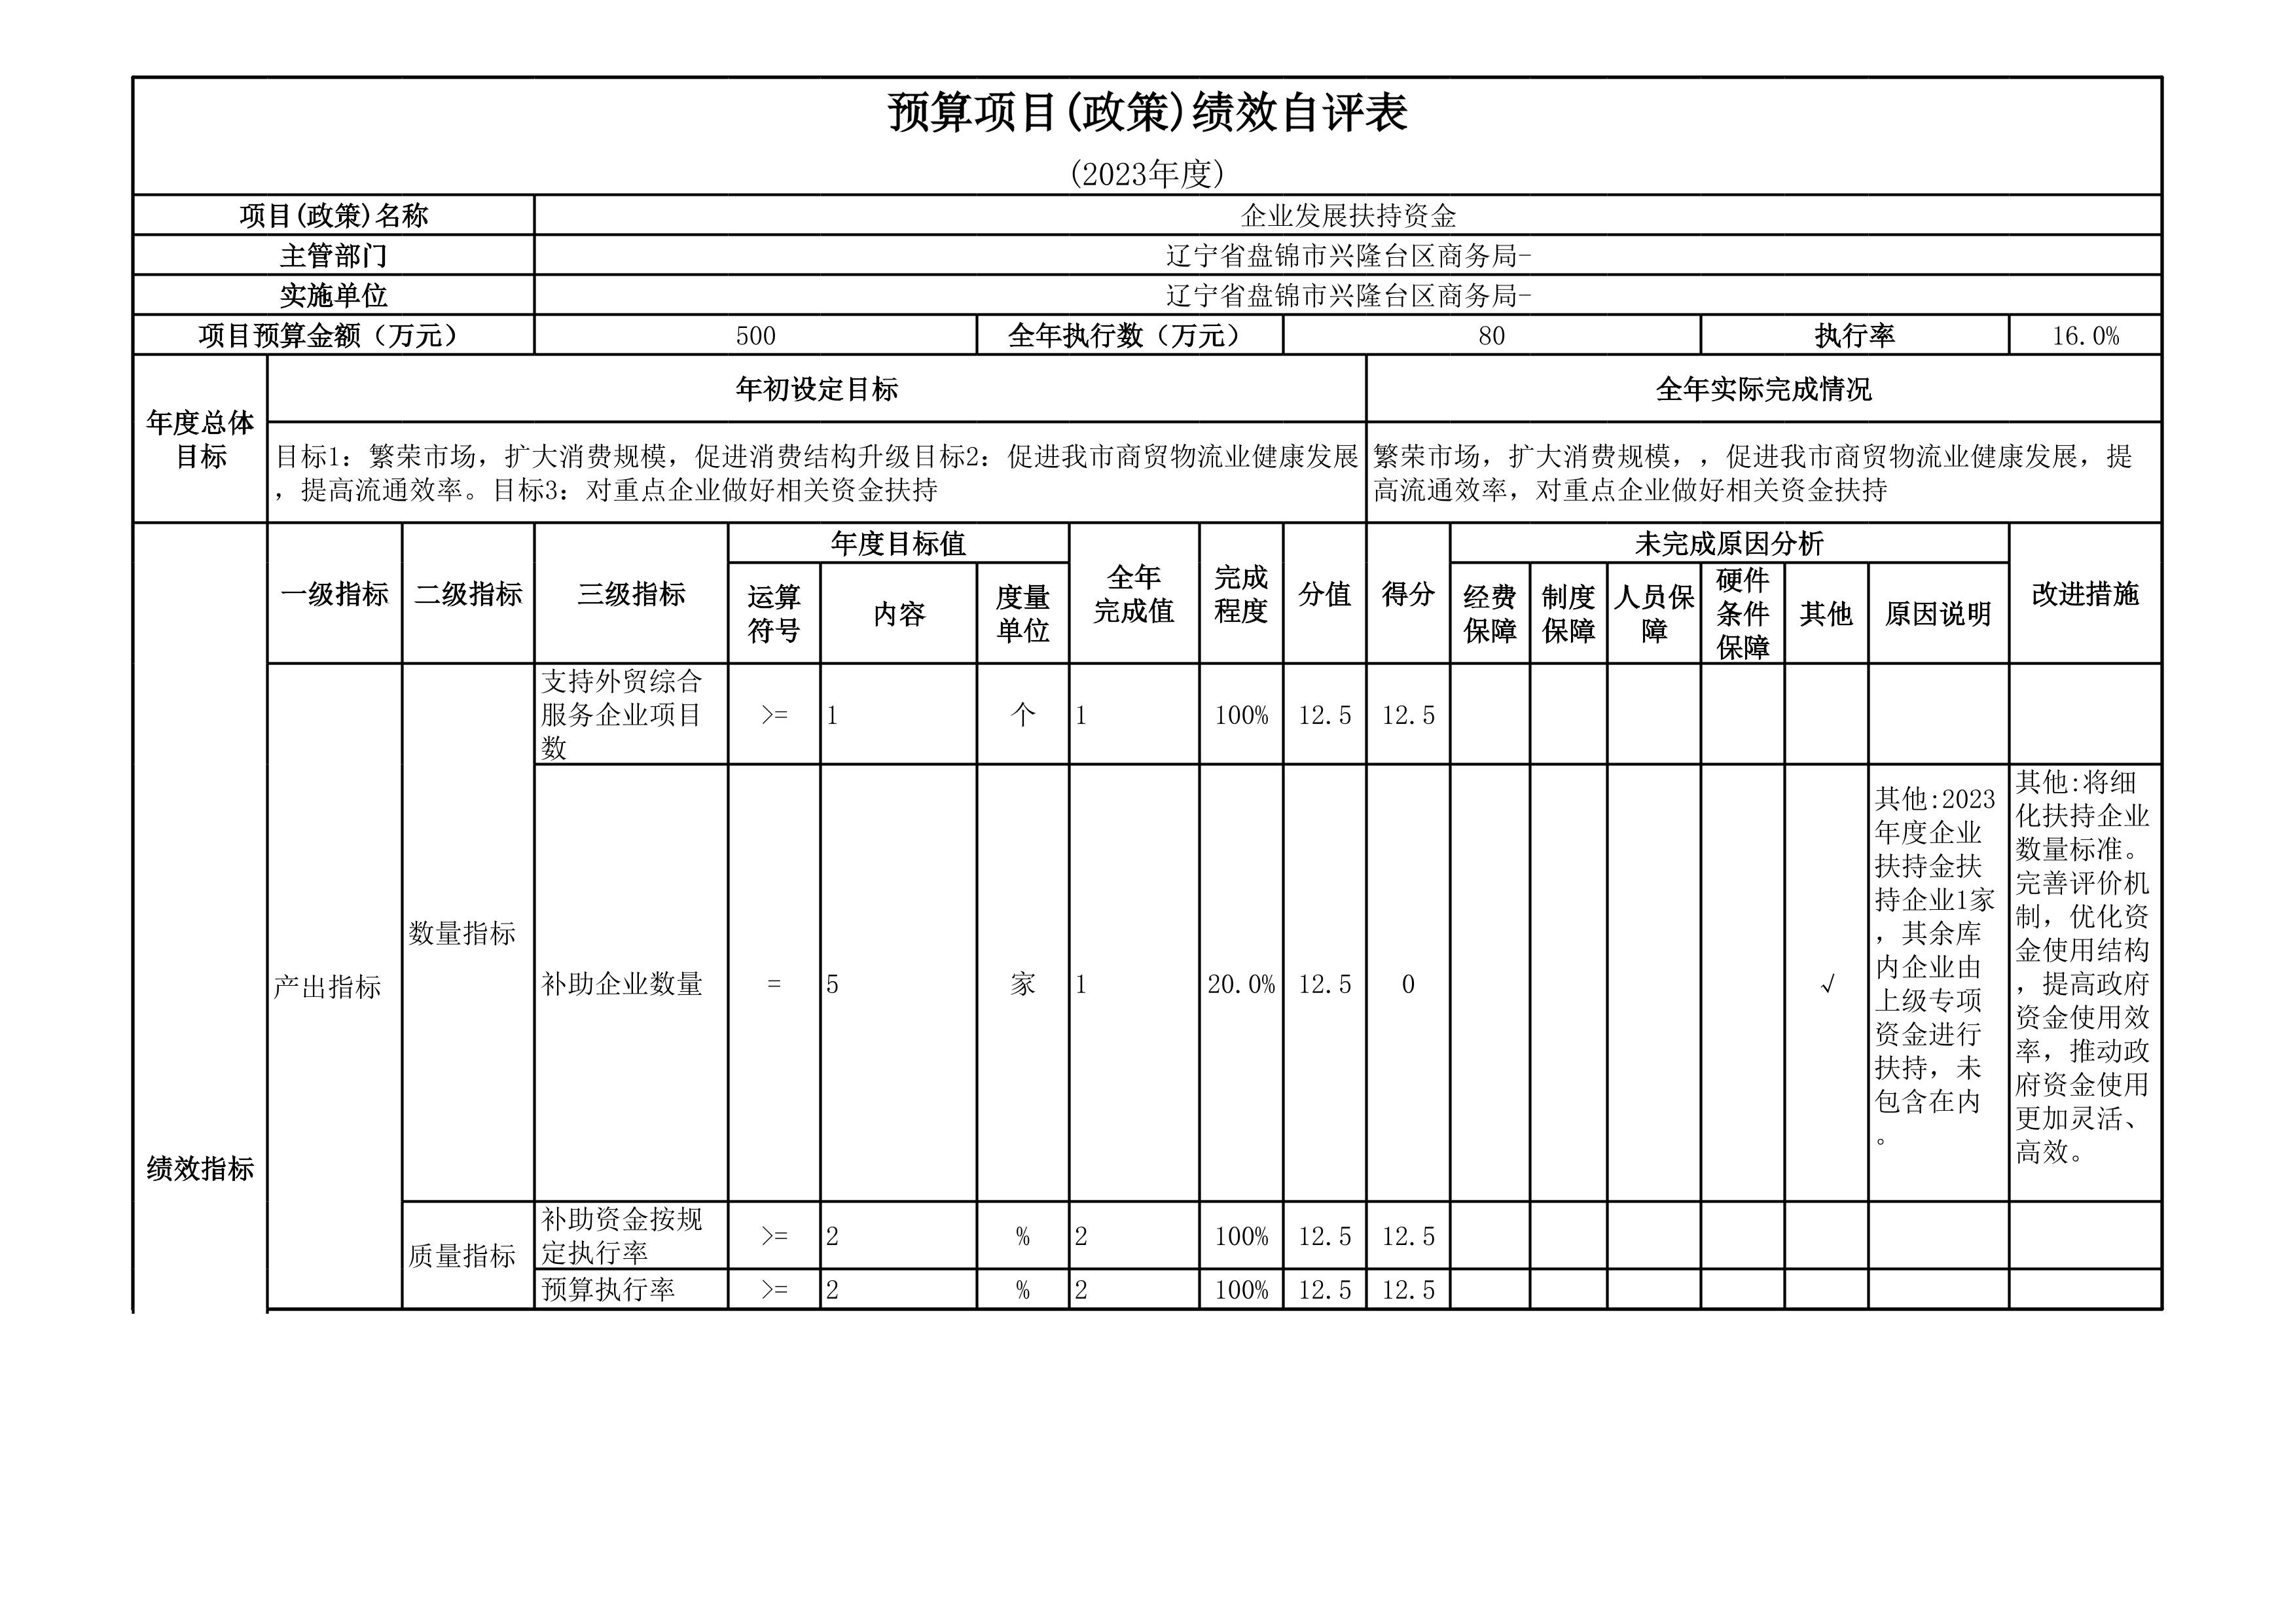 预算项目(政策)绩效自评表
(2023年度)
项目(政策)名称 企业发展扶持资金
主管部门 辽宁省盘锦市兴隆台区商务局-
实施单位 辽宁省盘锦市兴隆台区商务局-
项目预算金额（万元） 500 全年执行数（万元） 80 执行率 16.0%
年度总体
目标
年初设定目标 全年实际完成情况
目标1：繁荣市场，扩大消费规模，促进消费结构升级目标2：促进我市商贸物流业健康发展
，提高流通效率。目标3：对重点企业做好相关资金扶持
繁荣市场，扩大消费规模，，促进我市商贸物流业健康发展，提
高流通效率，对重点企业做好相关资金扶持
绩效指标
一级指标 二级指标 三级指标
年度目标值
运算
符号
内容
度量
单位
全年
完成值
完成
程度
分值 得分
未完成原因分析
经费
保障
制度
保障
人员保
障
硬件
条件
保障
其他 原因说明
改进措施
产出指标
数量指标
支持外贸综合
服务企业项目
数
>= 1 个 1 100% 12.5 12.5
补助企业数量 = 5 家 1 20.0% 12.5 0 √
其他:2023
年度企业
扶持金扶
持企业1家
，其余库
内企业由
上级专项
资金进行
扶持，未
包含在内
。
其他:将细
化扶持企业
数量标准。
完善评价机
制，优化资
金使用结构
，提高政府
资金使用效
率，推动政
府资金使用
更加灵活、
高效。
质量指标
补助资金按规
定执行率
>= 2 % 2 100% 12.5 12.5
预算执行率 >= 2 % 2 100% 12.5 12.5